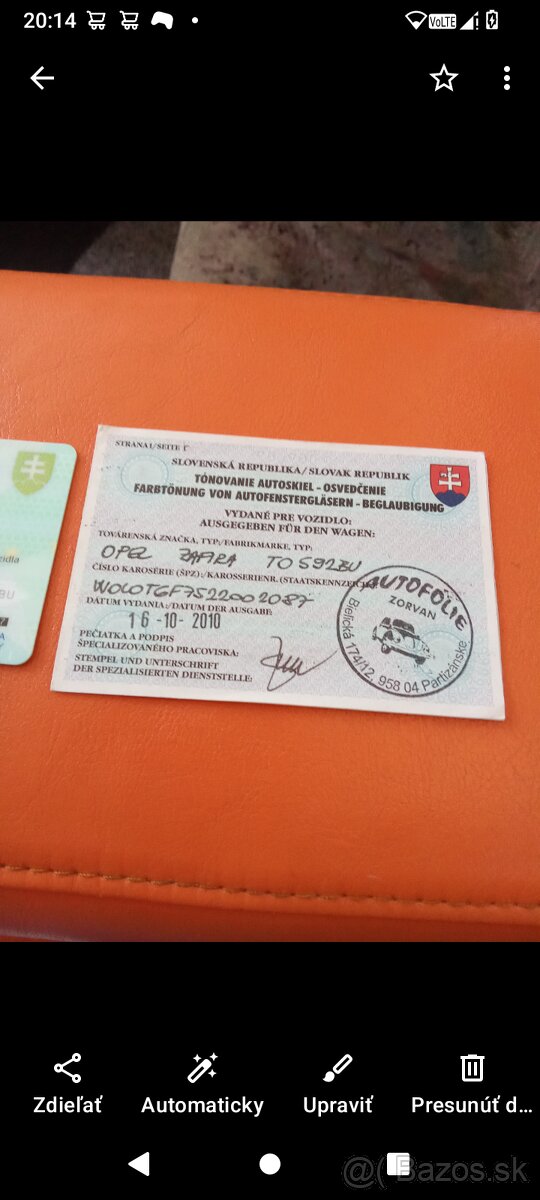 20:14
VoLTE
STRANA1/SEITE 1
SLOVENSKÁ REPUBLIKA/SLOVAK REPUBLIK
TÓNOVANIE AUTOSKIEL - OSVEDČENIE
FARBTÖNUNG VON AUTOFENSTERGLÄSERN - BEGLAUBIGUNG
VYDANÉ PRE VOZIDLO:
AUSGEGEBEN FÜR DEN WAGEN:
TOVÁRENSKÁ ZNAČKA, TYP:/FABRIKMARKE, TYP:
OPEL ZAFIRA TO 592BU
ČÍSLO KAROSÉRIE (ŠPZ):/KAROSSERIENR. (STAATSKENNZEICHEN):
WOLOTGF7522002087
DÁTUM VYDANIA:/DATUM DER AUSGABE:
16-10-2010
PEČIATKA A PODPIS
ŠPECIALIZOVANÉHO PRACOVISKA:
STEMPEL UND UNTERSCHRIFT
DER SPEZIALISIERTEN DIENSTSTELLE:
AUTOFÓLIE
ZORVAN
Bielická 174/12, 958 04 Partizánske
zidla
BU
Zdieľať
Automaticky
Upraviť
Presunúť d...
@( Bazos.sk